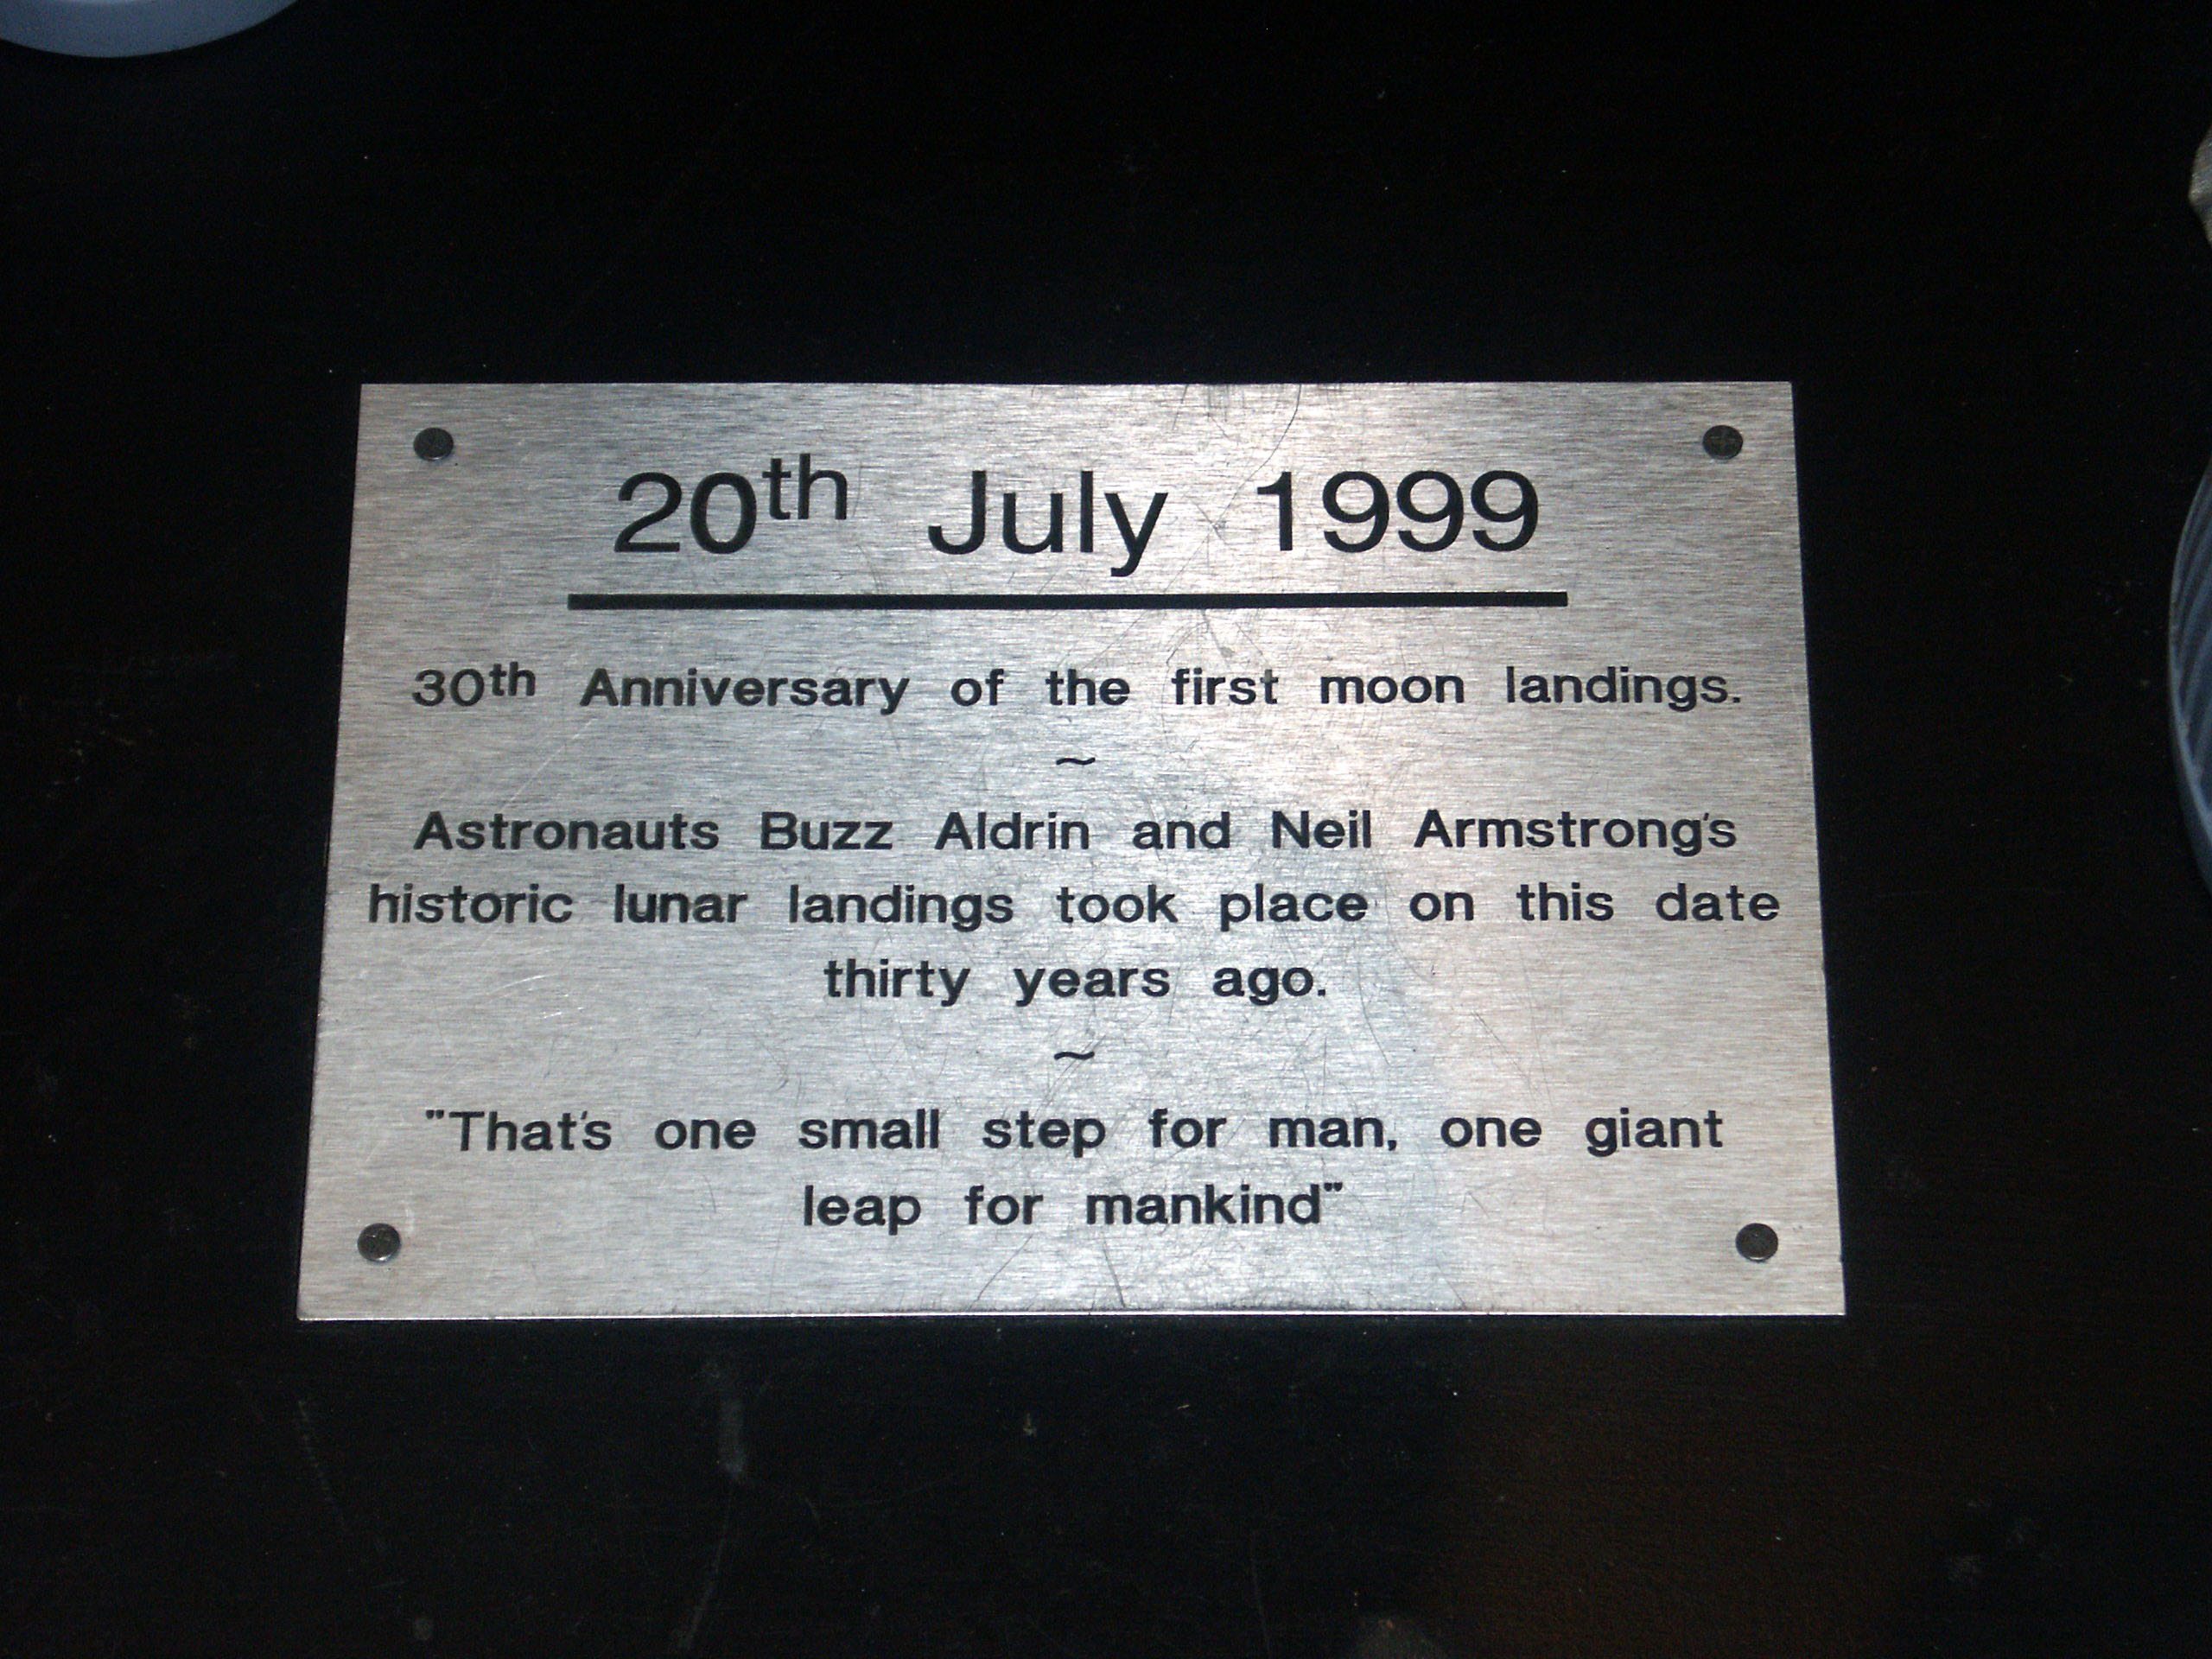 20th July 1999
30th Anniversary of the first moon landings.
~
Astronauts Buzz Aldrin and Neil Armstrong's
historic lunar landings took place on this date
thirty years ago.
~
"That's one small step for man, one giant
leap for mankind"